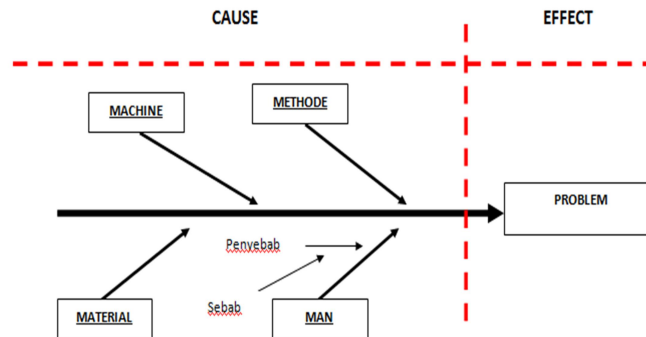 CAUSE
EFFECT
MACHINE
METHODE
PROBLEM
Penyebab
Sebab
MATERIAL
MAN